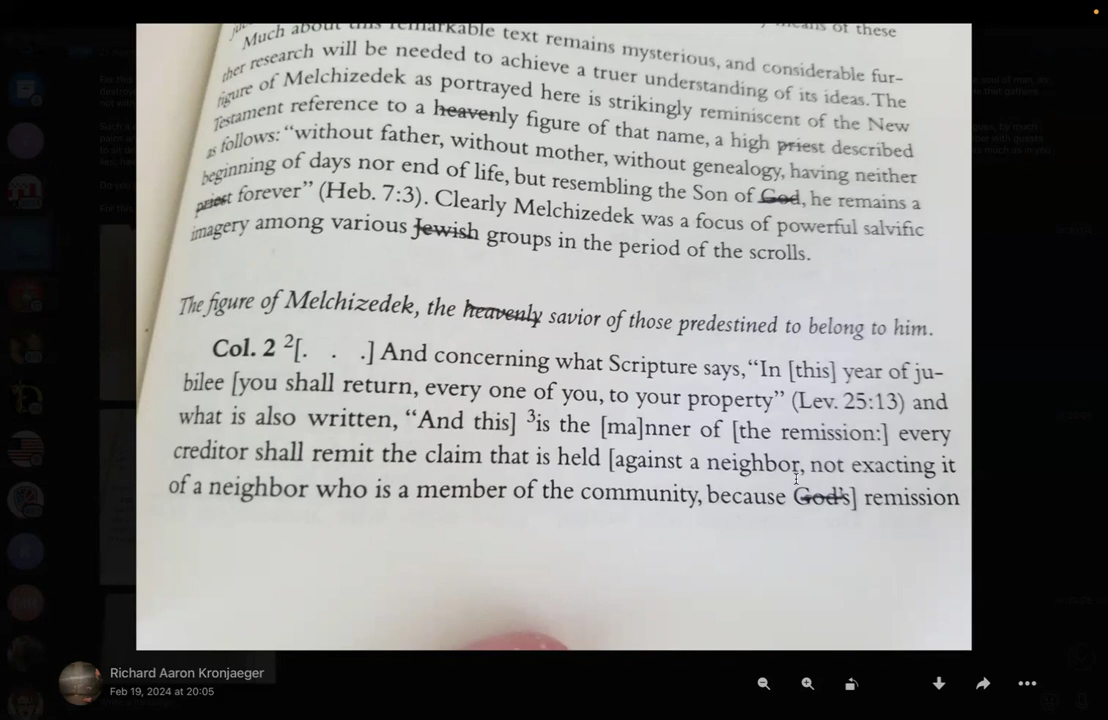 means of these
Much about this remarkable text remains mysterious, and considerable fur-
ther research will be needed to achieve a truer understanding of its ideas. The
figure of Melchizedek as portrayed here is strikingly reminiscent of the New
Testament reference to a heavenly figure of that name, a high priest described
as follows: “without father, without mother, without genealogy, having neither
beginning of days nor end of life, but resembling the Son of God, he remains a
priest forever” (Heb. 7:3). Clearly Melchizedek was a focus of powerful salvific
imagery among various Jewish groups in the period of the scrolls.
The figure of Melchizedek, the heavenly savior of those predestined to belong to him.
Col. 2 2[. . .] And concerning what Scripture says, “In [this] year of ju-
bilee [you shall return, every one of you, to your property” (Lev. 25:13) and
what is also written, “And this] 3is the [ma]nner of [the remission:] every
creditor shall remit the claim that is held [against a neighbor, not exacting it
of a neighbor who is a member of the community, because God's] remission
Richard Aaron Kronjaeger
Feb 19, 2024 at 20:05